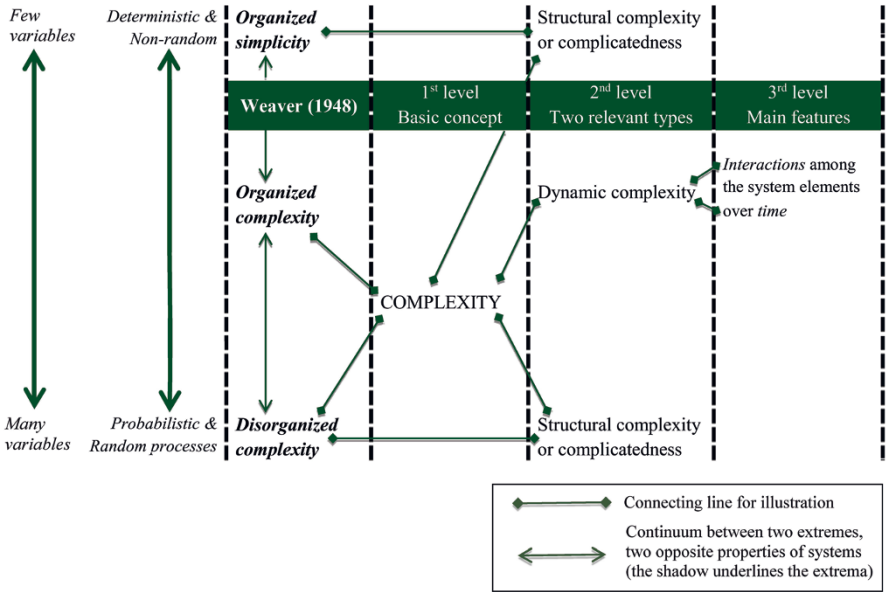 Few
variables
Deterministic &
Non-random
Organized
simplicity
Structural complexity
or complicatedness
Weaver (1948)
1st level
Basic concept
2nd level
Two relevant types
3rd level
Main features
Organized
complexity
Dynamic complexity
Interactions among
the system elements
over time
COMPLEXITY
Many
variables
Probabilistic &
Random processes
Disorganized
complexity
Structural complexity
or complicatedness
Connecting line for illustration
Continuum between two extremes,
two opposite properties of systems
(the shadow underlines the extrema)